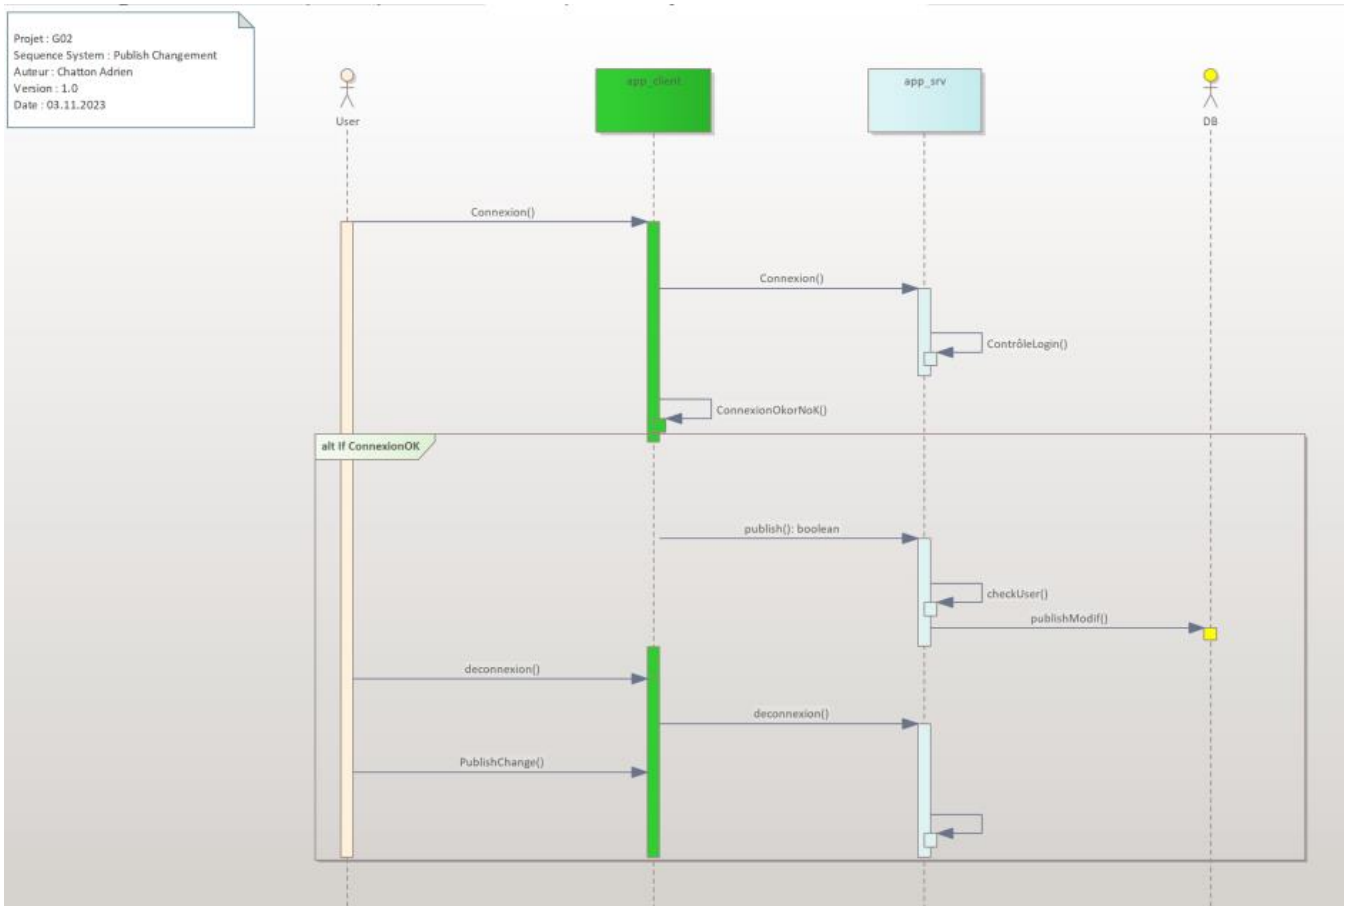 Projet : G02
Sequence System : Publish Changement
Auteur : Chatton Adrien
Version : 1.0
Date : 03.11.2023
User
app_client
app_srv
DB
Connexion()
Connexion()
ContrôleLogin()
ConnexionOkorNoK()
alt If ConnexionOK
publish(): boolean
checkUser()
publishModif()
deconnexion()
deconnexion()
PublishChange()